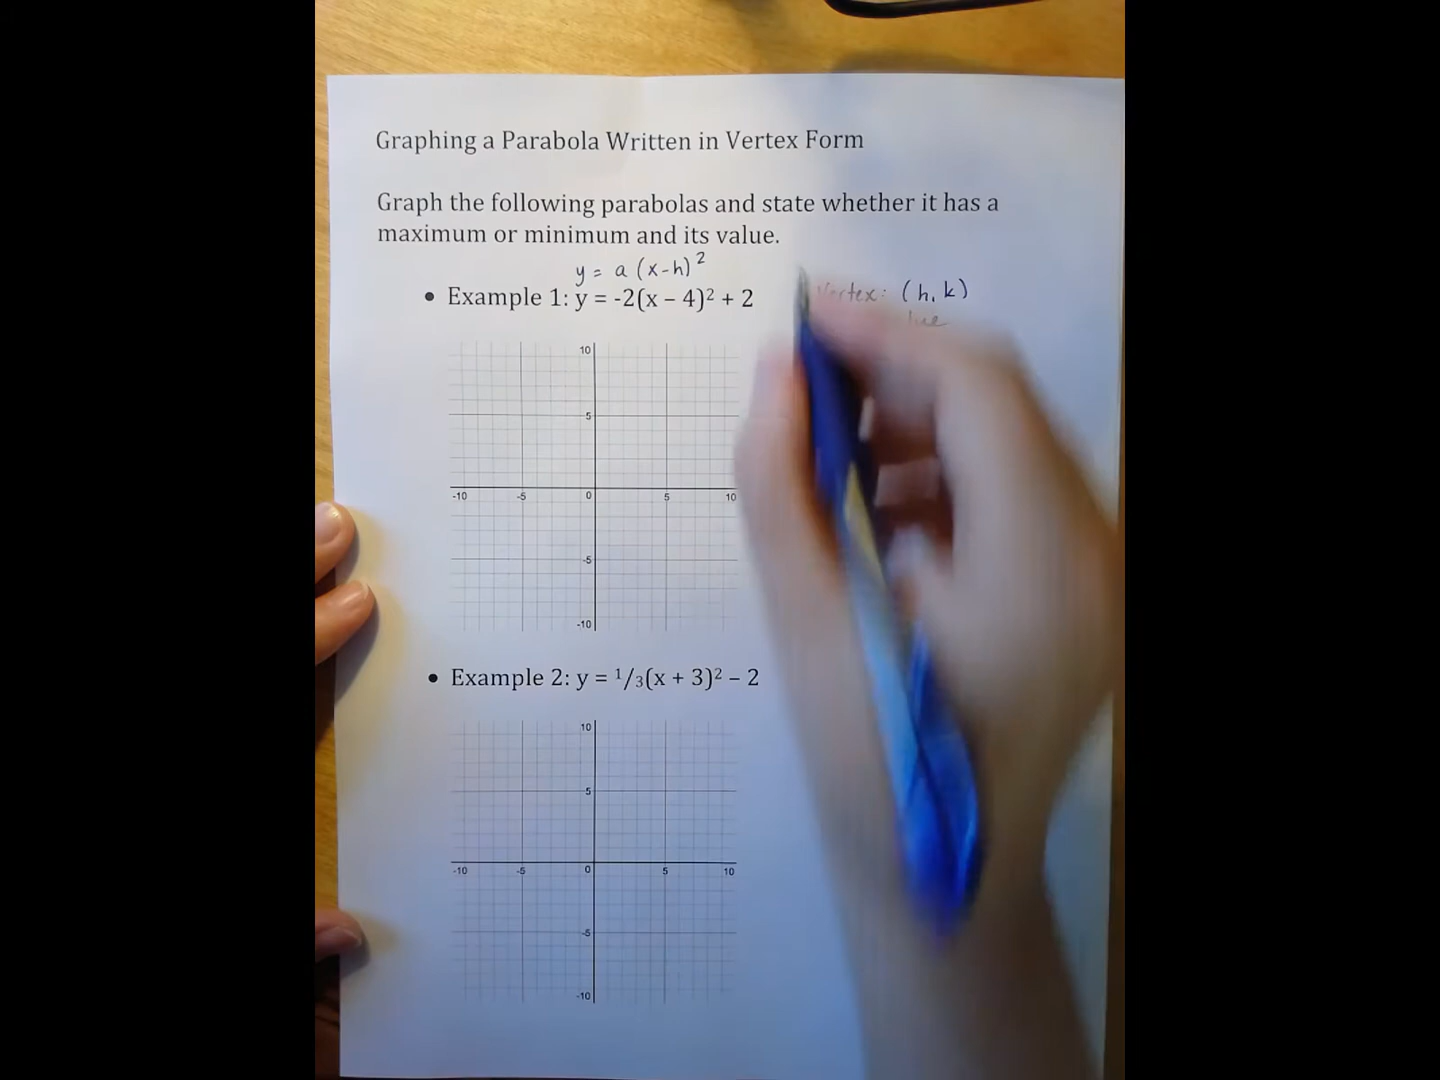 Graphing a Parabola Written in Vertex Form
Graph the following parabolas and state whether it has a
maximum or minimum and its value.
y = a (x-h)²
• Example 1: y = -2(x – 4)² + 2
Vertex: (h, k)
10
5
-10 -5 0 5 10
-5
-10
• Example 2: y = ¹/₃(x + 3)² – 2
10
5
-10 -5 0 5 10
-5
-10